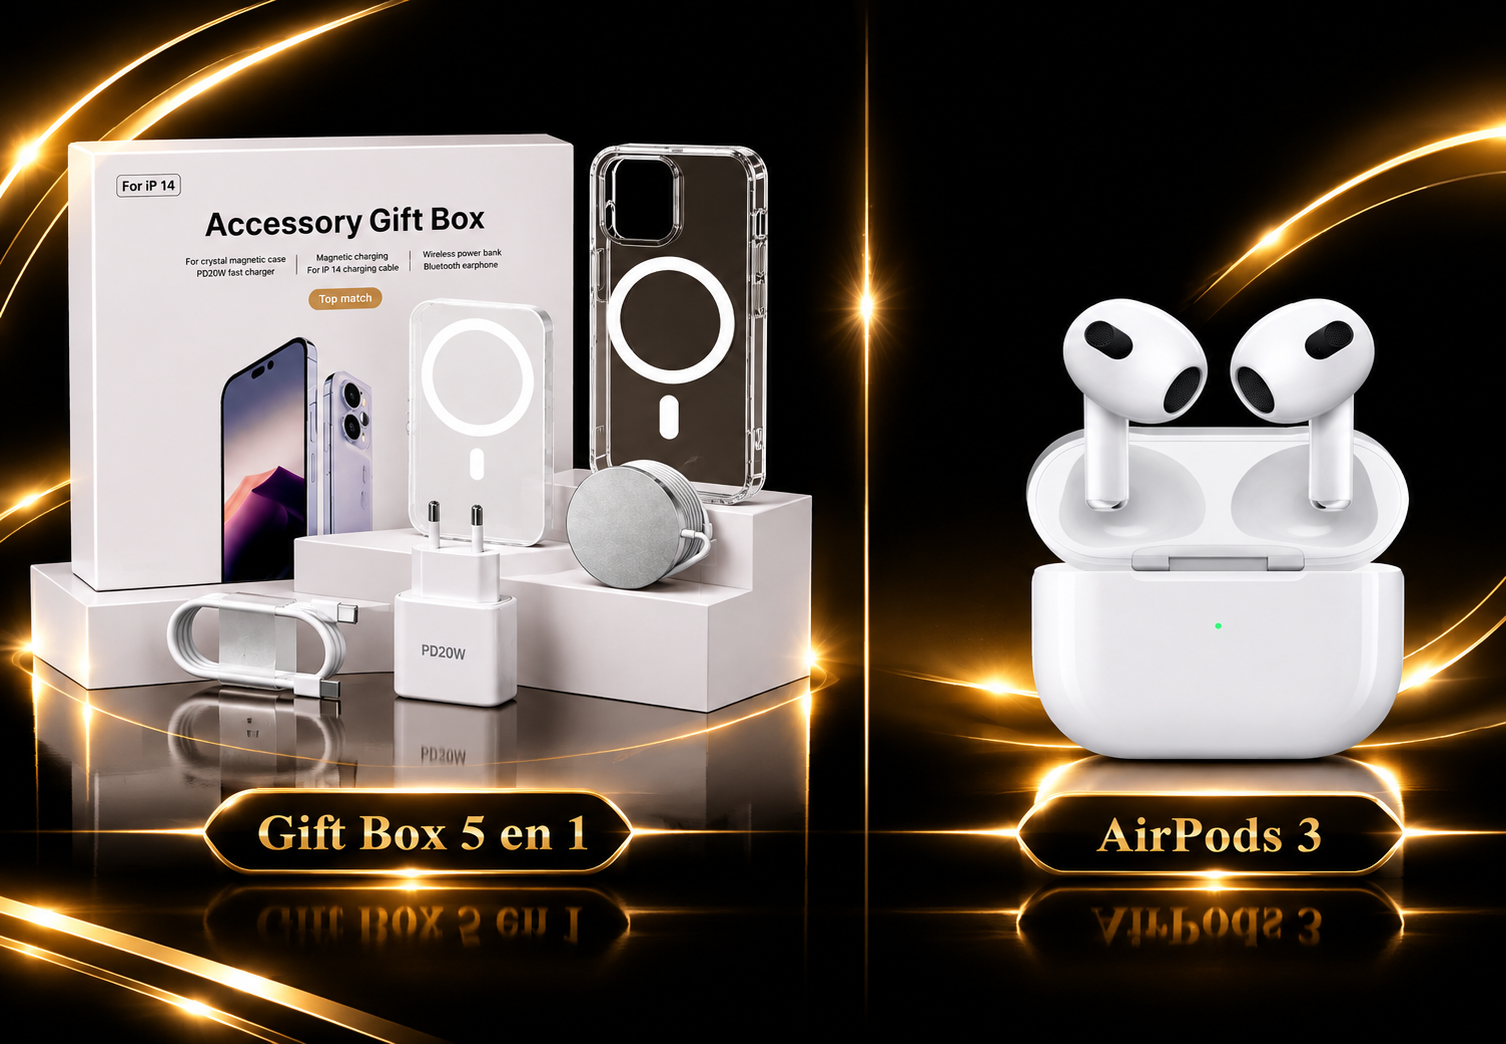 For iP 14
Accessory Gift Box
For crystal magnetic case
PD20W fast charger
Magnetic charging
For IP 14 charging cable
Wireless power bank
Bluetooth earphone
Top match
PD20W
Gift Box 5 en 1
AirPods 3